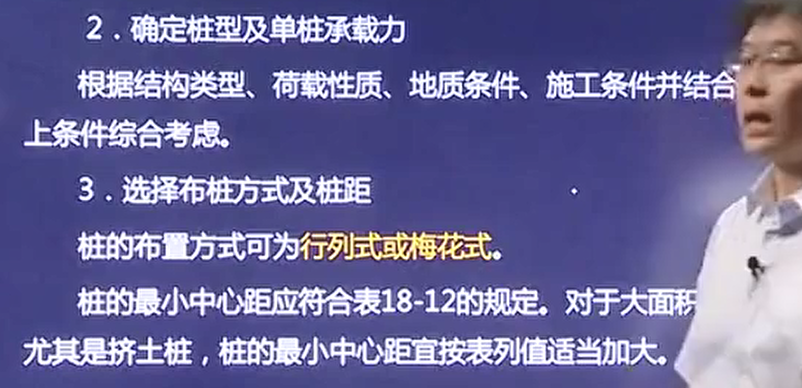 2．确定桩型及单桩承载力
根据结构类型、荷载性质、地质条件、施工条件并结合
上条件综合考虑。
3．选择布桩方式及桩距
桩的布置方式可为行列式或梅花式。
桩的最小中心距应符合表18-12的规定。对于大面积
尤其是挤土桩，桩的最小中心距宜按表列值适当加大。